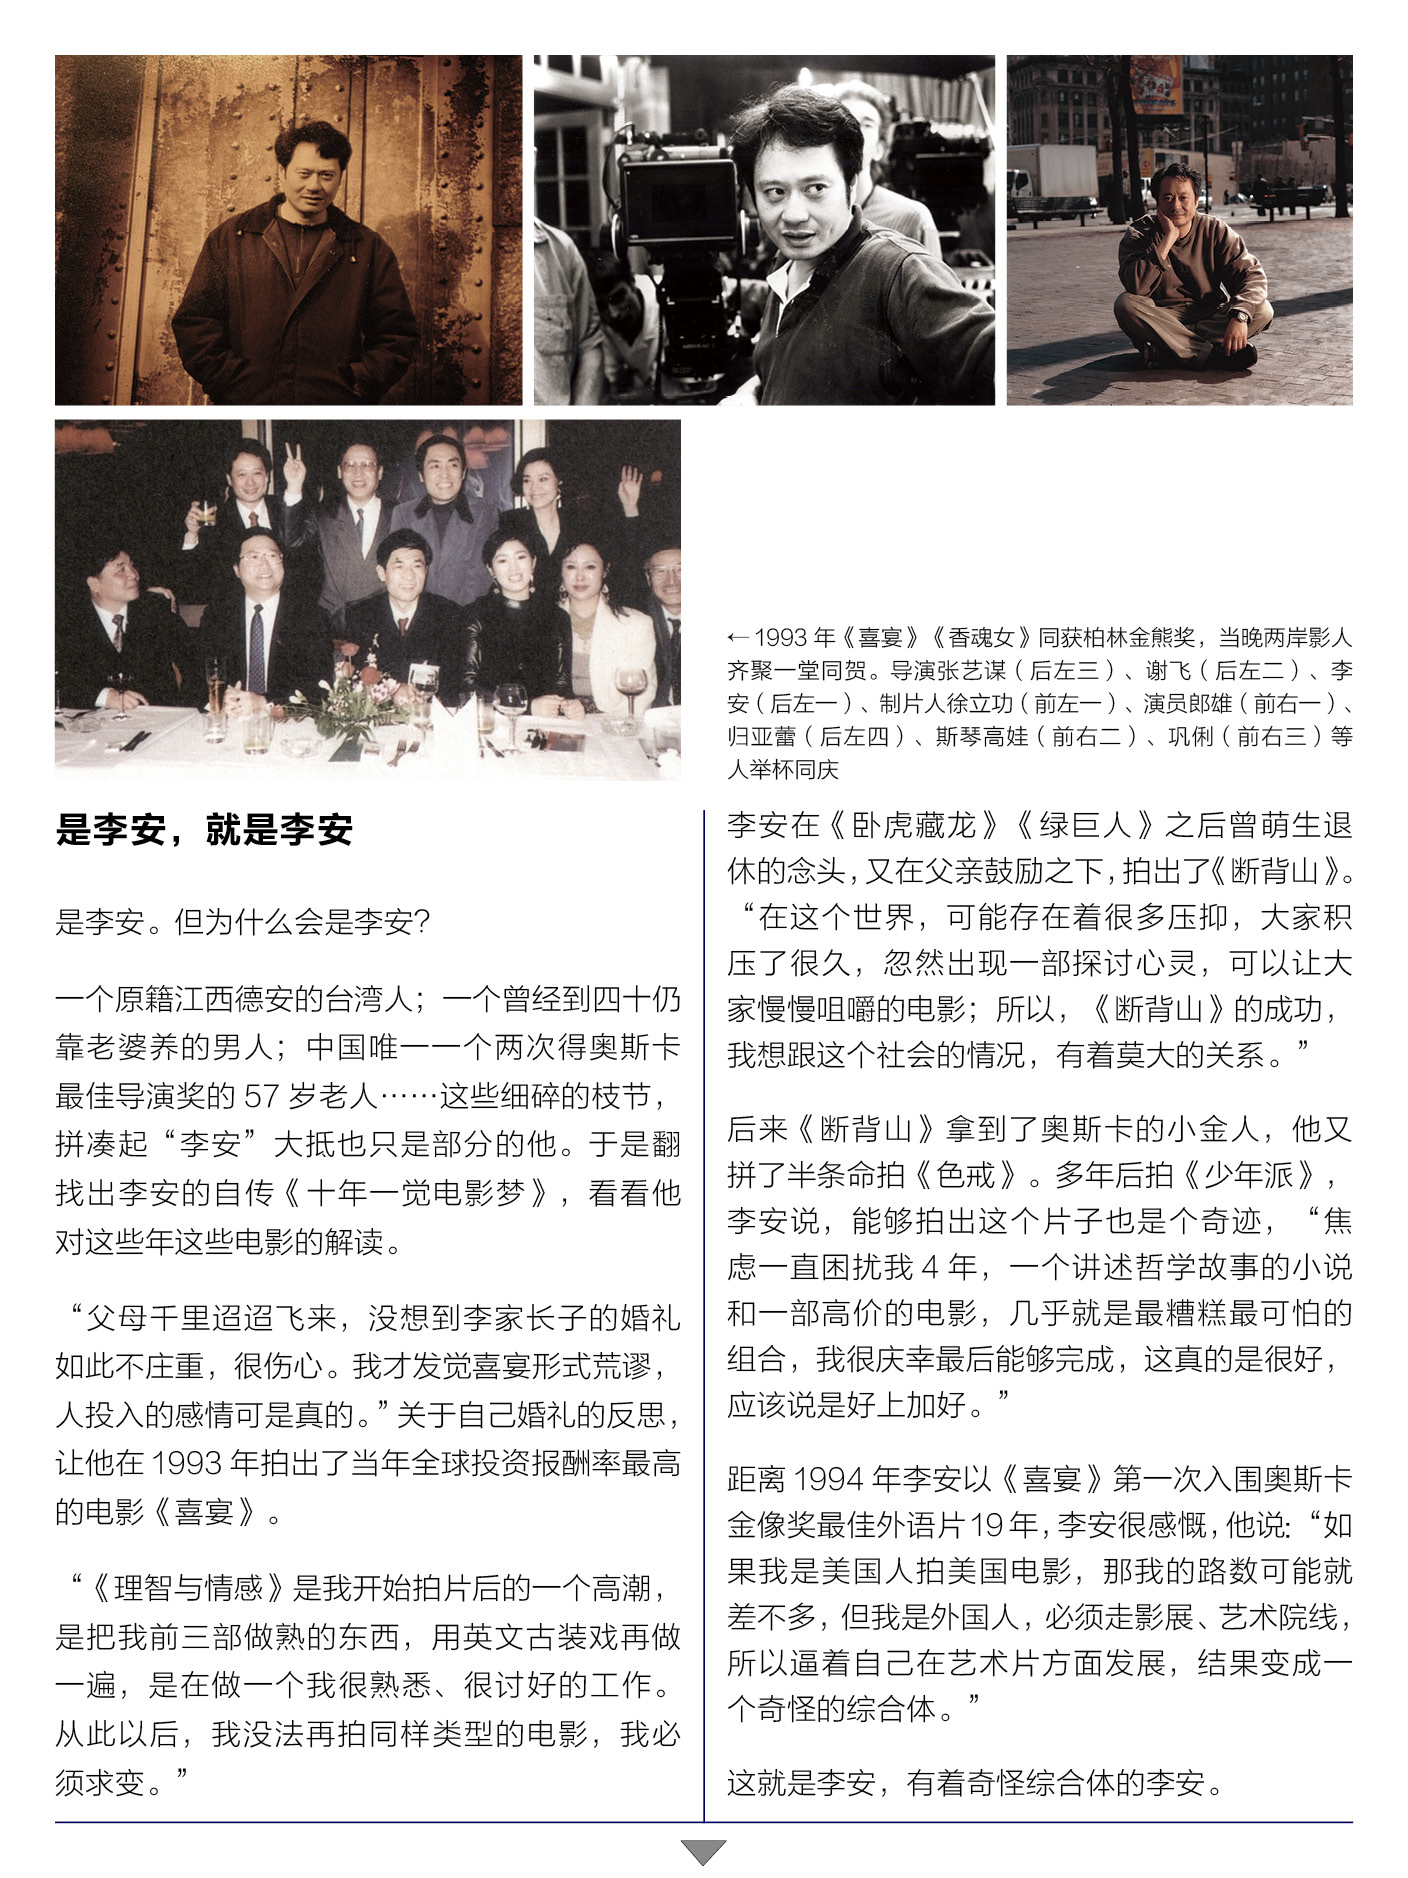 ←1993 年《喜宴》《香魂女》同获柏林金熊奖，当晚两岸影人
齐聚一堂同贺。导演张艺谋（后左三）、谢飞（后左二）、李
安（后左一）、制片人徐立功（前左一）、演员郎雄（前右一）、
归亚蕾（后左四）、斯琴高娃（前右二）、巩俐（前右三）等
人举杯同庆
是李安，就是李安
是李安。但为什么会是李安？
一个原籍江西德安的台湾人；一个曾经到四十仍
靠老婆养的男人；中国唯一一个两次得奥斯卡
最佳导演奖的 57 岁老人……这些细碎的枝节，
拼凑起“李安”大抵也只是部分的他。于是翻
找出李安的自传《十年一觉电影梦》，看看他
对这些年这些电影的解读。
“父母千里迢迢飞来，没想到李家长子的婚礼
如此不庄重，很伤心。我才发觉喜宴形式荒谬，
人投入的感情可是真的。”关于自己婚礼的反思，
让他在 1993 年拍出了当年全球投资报酬率最高
的电影《喜宴》。
“《理智与情感》是我开始拍片后的一个高潮，
是把我前三部做熟的东西，用英文古装戏再做
一遍，是在做一个我很熟悉、很讨好的工作。
从此以后，我没法再拍同样类型的电影，我必
须求变。”
李安在《卧虎藏龙》《绿巨人》之后曾萌生退
休的念头，又在父亲鼓励之下，拍出了《断背山》。
“在这个世界，可能存在着很多压抑，大家积
压了很久，忽然出现一部探讨心灵，可以让大
家慢慢咀嚼的电影；所以，《断背山》的成功，
我想跟这个社会的情况，有着莫大的关系。”
后来《断背山》拿到了奥斯卡的小金人，他又
拼了半条命拍《色戒》。多年后拍《少年派》，
李安说，能够拍出这个片子也是个奇迹，“焦
虑一直困扰我 4 年，一个讲述哲学故事的小说
和一部高价的电影，几乎就是最糟糕最可怕的
组合，我很庆幸最后能够完成，这真的是很好，
应该说是好上加好。”
距离 1994 年李安以《喜宴》第一次入围奥斯卡
金像奖最佳外语片19年，李安很感慨，他说：“如
果我是美国人拍美国电影，那我的路数可能就
差不多，但我是外国人，必须走影展、艺术院线，
所以逼着自己在艺术片方面发展，结果变成一
个奇怪的综合体。”
这就是李安，有着奇怪综合体的李安。